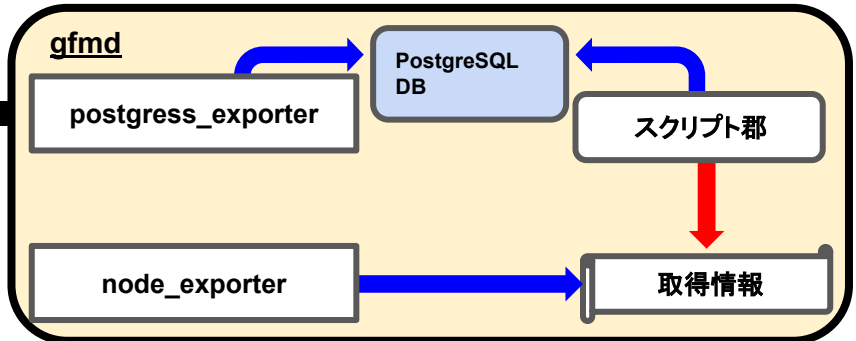 gfmd
PostgreSQL
DB
postgress_exporter
スクリプト郡
node_exporter
取得情報